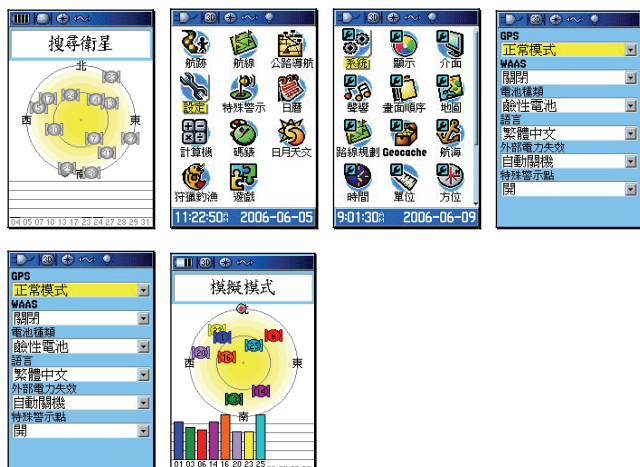 搜尋衛星
北
西
東
南
04 05 07 10 13 17 23 24 27 28 29 31
3D
航跡 航線 公路導航
設定 特殊警示 日曆
計算機 碼錶 日月天文
狩獵釣漁 遊戲
11:22:50 2006-06-05
3D
系統 顯示 介面
聲響 畫面順序 地圖
路線規劃 Geocache 航海
時間 單位 方位
9:01:30 2006-06-09
3D
GPS
正常模式
WAAS
關閉
電池種類
鹼性電池
語言
繁體中文
外部電力失效
自動關機
特殊警示點
開
3D
GPS
正常模式
WAAS
關閉
電池種類
鹼性電池
語言
繁體中文
外部電力失效
自動關機
特殊警示點
開
3D
模擬模式
北
西
東
南
01 03 06 14 16 20 23 25